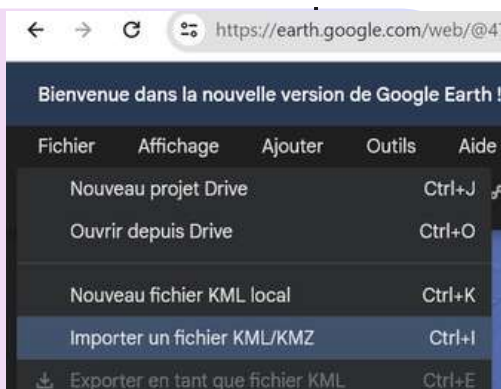 https://earth.google.com/web/@4
Bienvenue dans la nouvelle version de Google Earth !
Fichier Affichage Ajouter Outils Aide
Nouveau projet Drive Ctrl+J
Ouvrir depuis Drive Ctrl+O
Nouveau fichier KML local Ctrl+K
Importer un fichier KML/KMZ Ctrl+I
Exporter en tant que fichier KML Ctrl+E